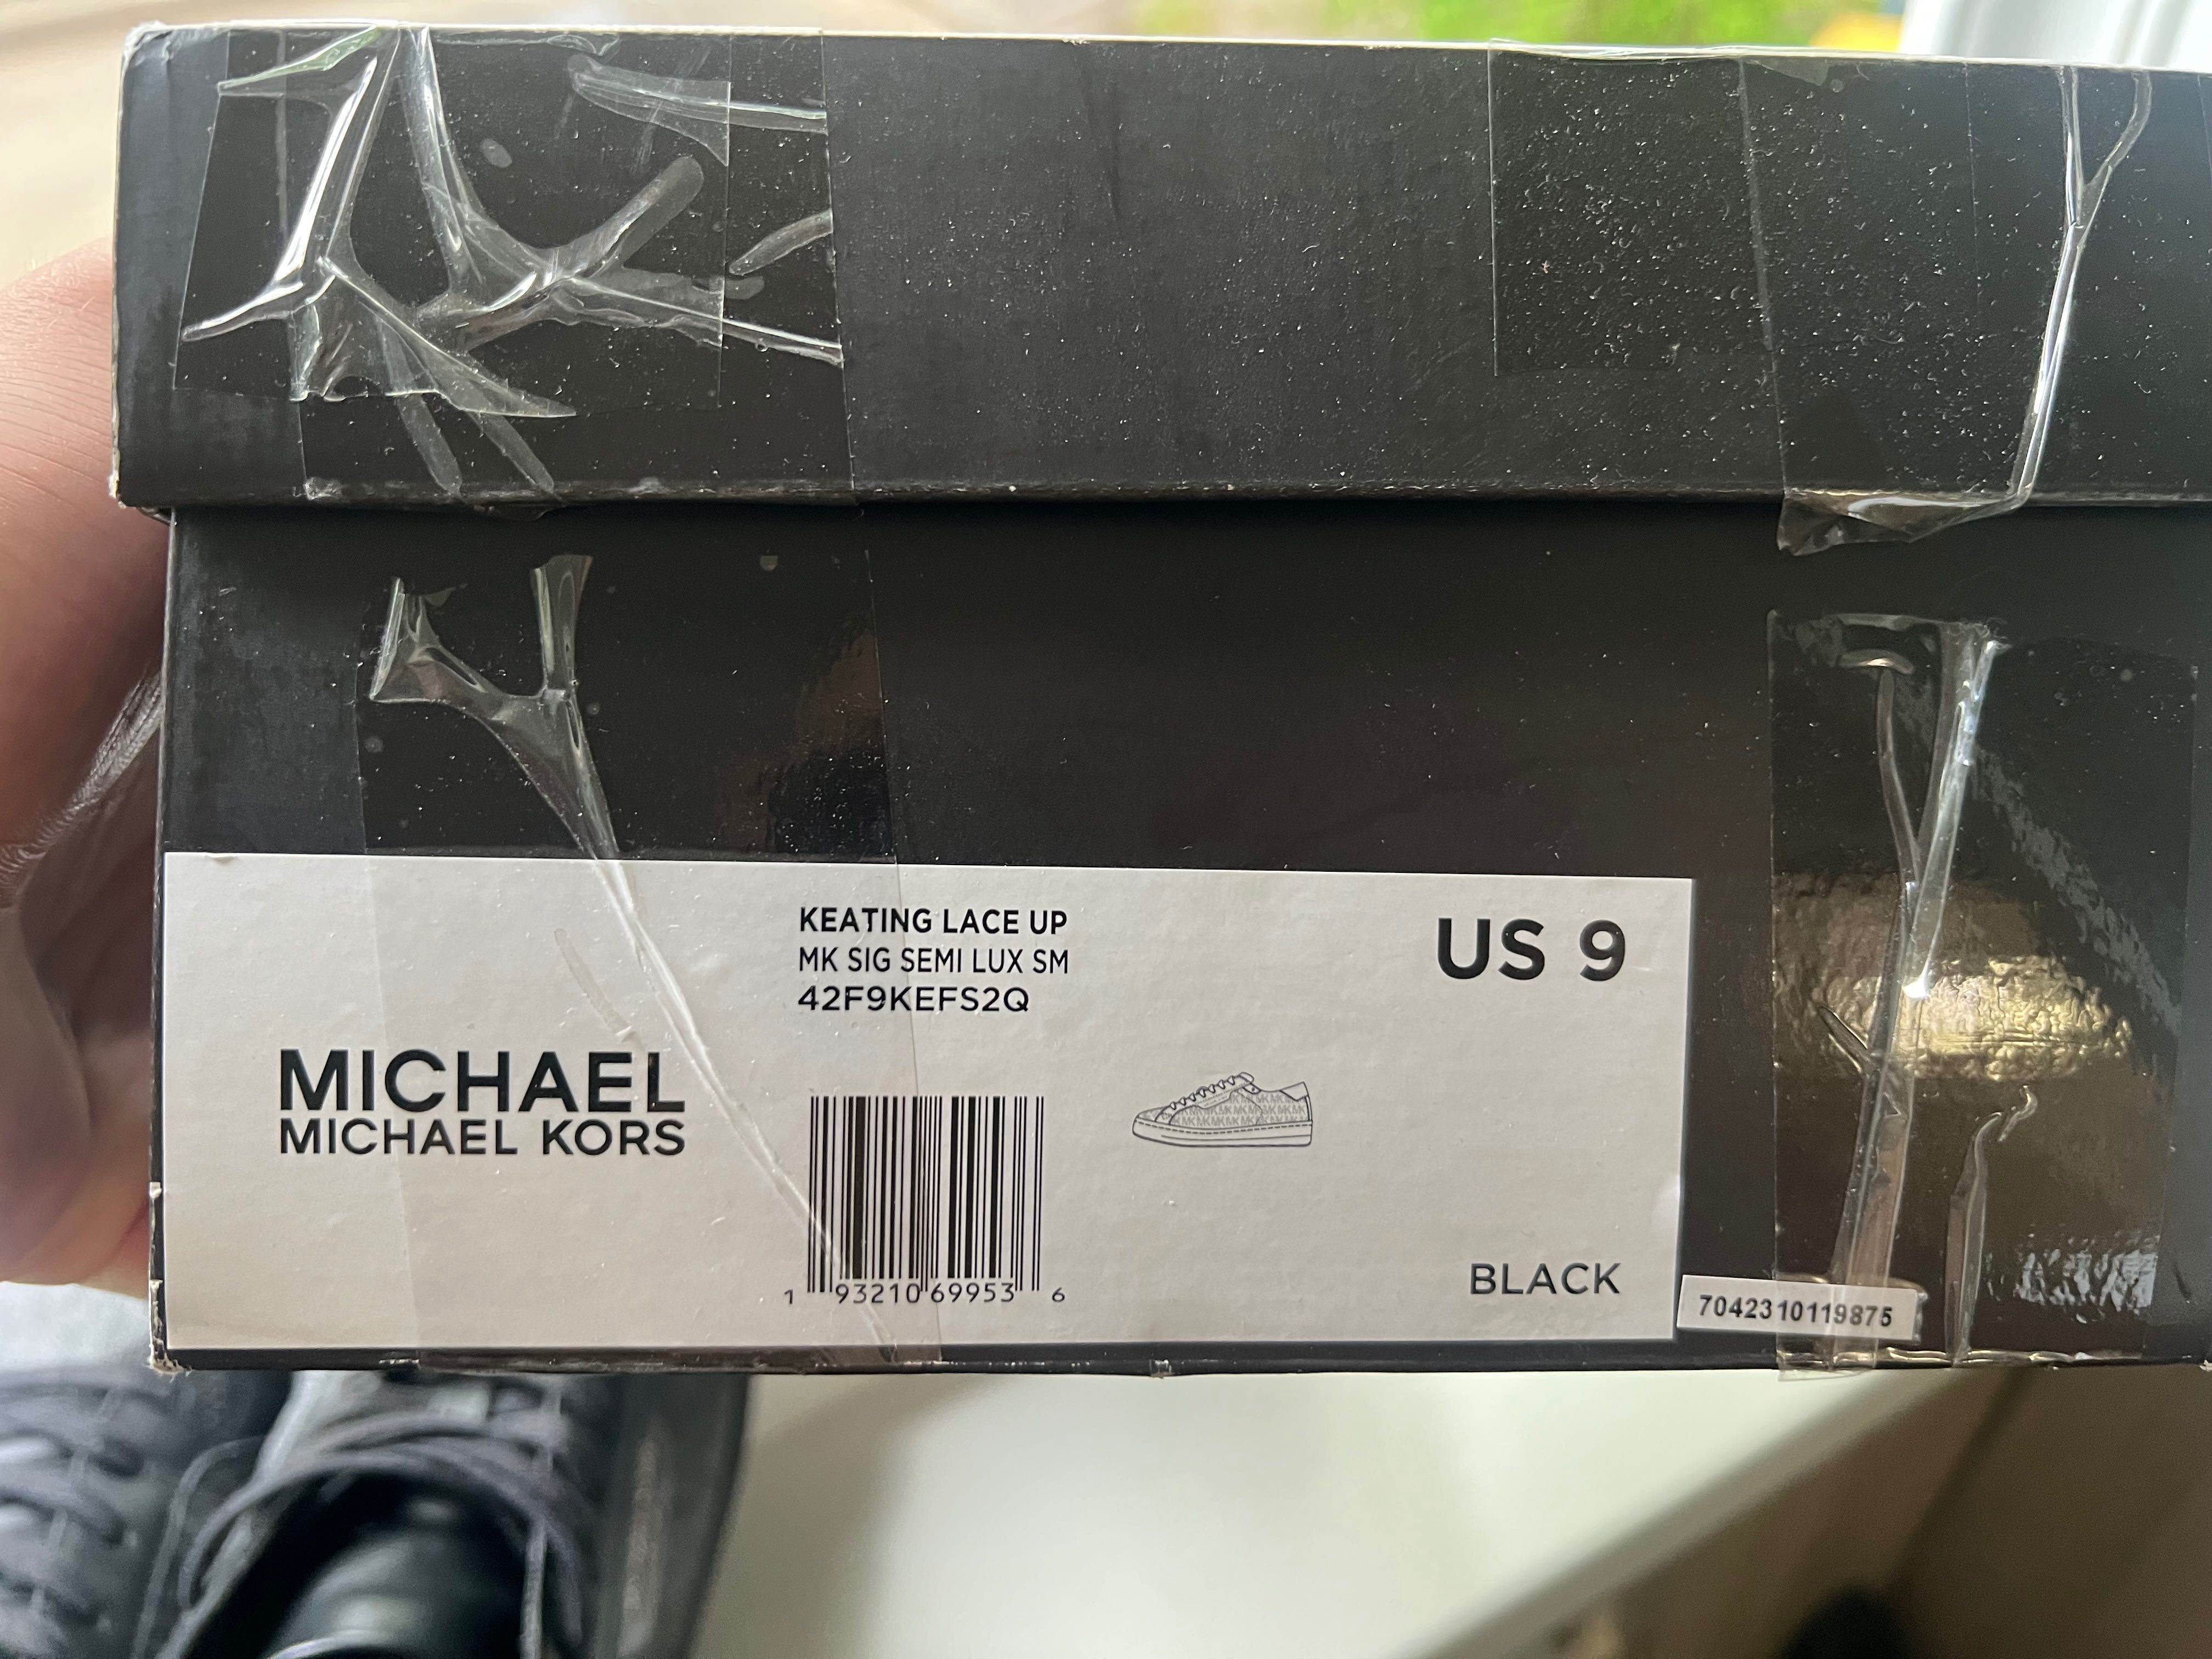 KEATING LACE UP
MK SIG SEMI LUX SM
42F9KEFS2Q
US 9
MICHAEL
MICHAEL KORS
1 93210 69953 6
BLACK
7042310119875